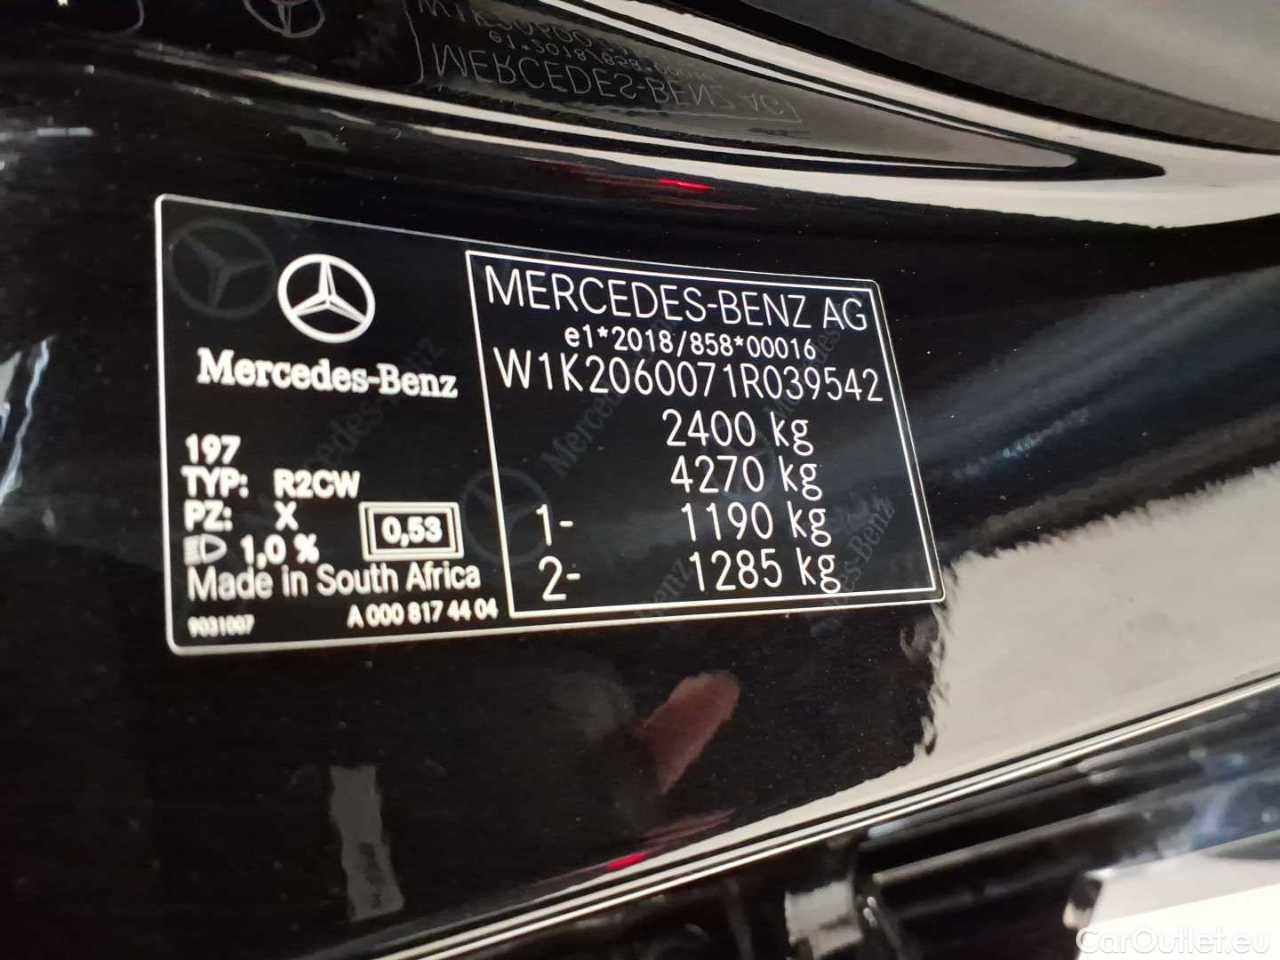 MERCEDES-BENZ AG
e1*2018/858*00016
W1K2060071R039542
2400 kg
4270 kg
1- 1190 kg
2- 1285 kg
Mercedes-Benz
197
TYP: R2CW
PZ: X
1,0 % 0,53
Made in South Africa
9031007 A 000 817 44 04
CarOutlet.eu